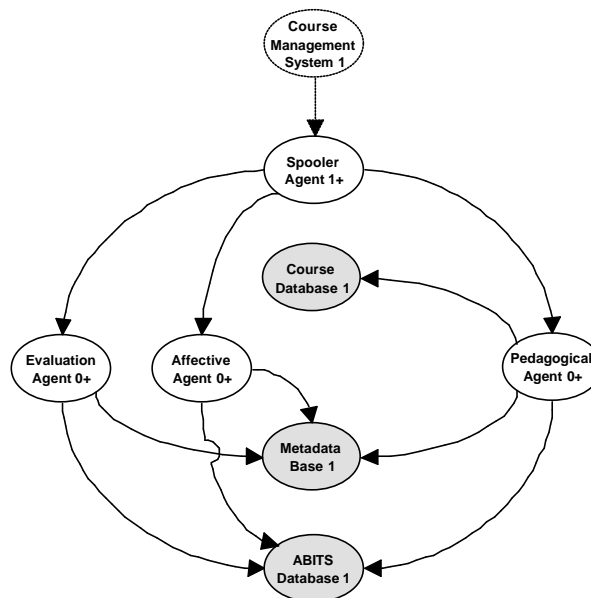 Course
Management
System 1
Spooler
Agent 1+
Course
Database 1
Evaluation
Agent 0+
Affective
Agent 0+
Pedagogical
Agent 0+
Metadata
Base 1
ABITS
Database 1